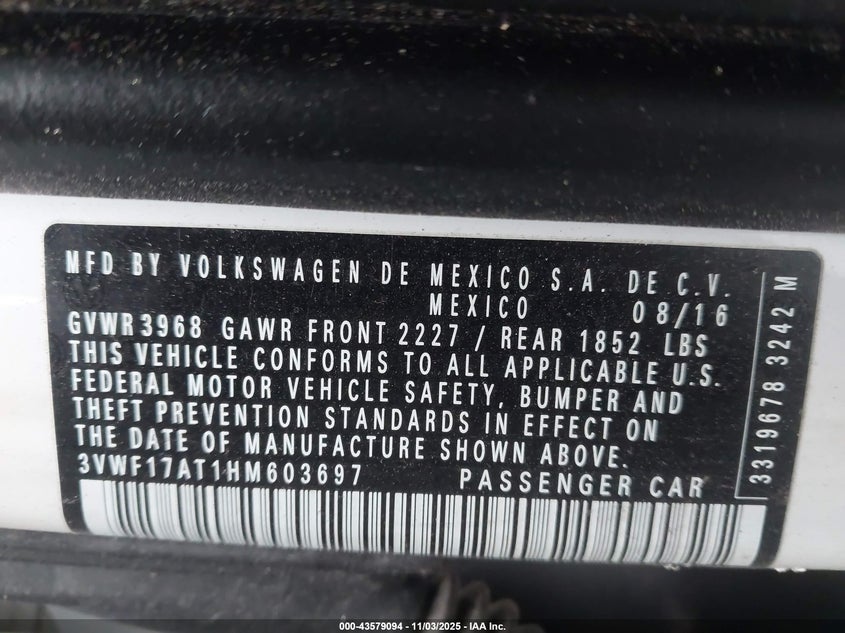 MFD BY VOLKSWAGEN DE MEXICO S.A. DE C.V.
MEXICO 08/16
GVWR 3968 GAWR FRONT 2227 / REAR 1852 LBS
THIS VEHICLE CONFORMS TO ALL APPLICABLE U.S.
FEDERAL MOTOR VEHICLE SAFETY, BUMPER AND
THEFT PREVENTION STANDARDS IN EFFECT ON
THE DATE OF MANUFACTURE SHOWN ABOVE.
3VWF17AT1HM603697 PASSENGER CAR
3319678 3242 M
000-43579094 - 11/03/2025 - IAA Inc.